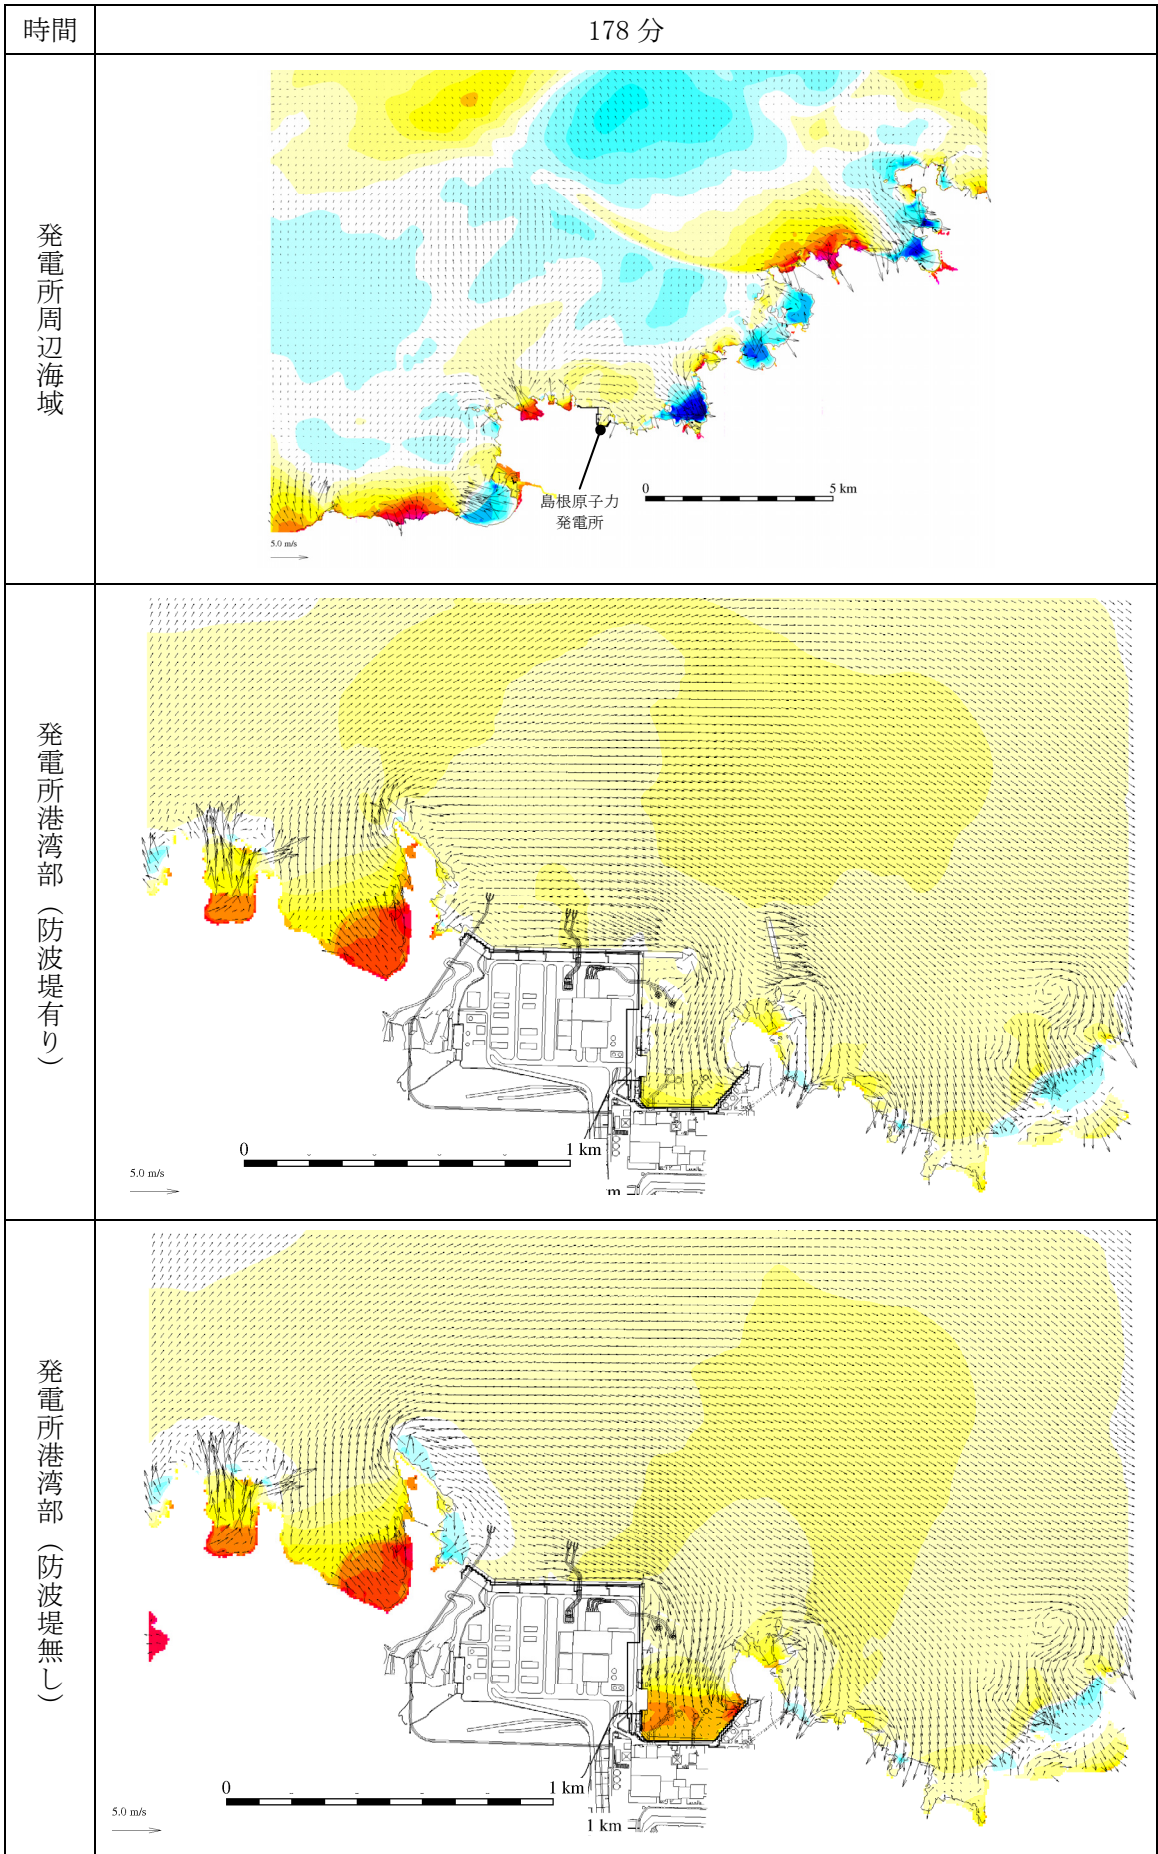 時間
178 分
発電所周辺海域
島根原子力
発電所
0
5 km
5.0 m/s
発電所港湾部（防波堤有り）
0
1 km
5.0 m/s
m
発電所港湾部（防波堤無し）
0
1 km
5.0 m/s
1 km